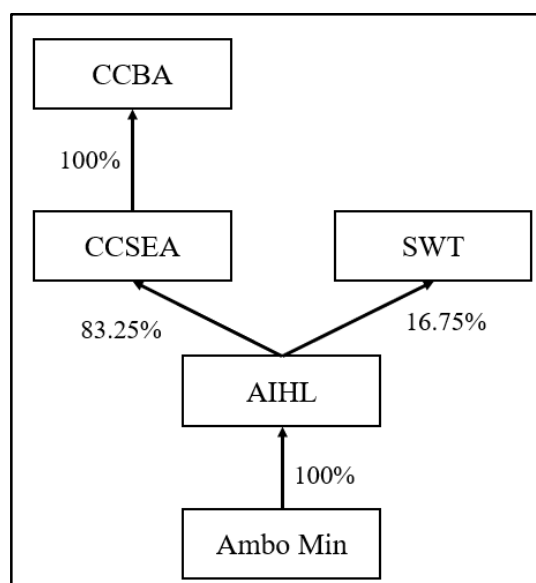 CCBA
100%
CCSEA
SWT
83.25%
16.75%
AIHL
100%
Ambo Min